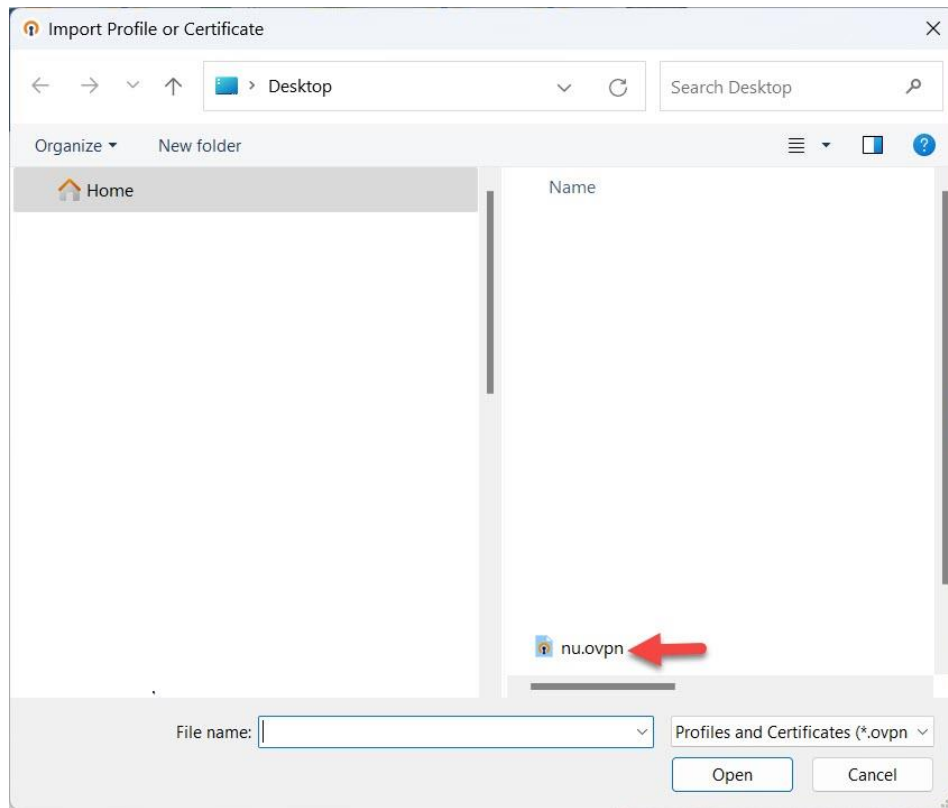 Import Profile or Certificate
Desktop
Search Desktop
Organize
New folder
?
Home
Name
nu.ovpn
File name:
Profiles and Certificates (*.ovpn
Open
Cancel